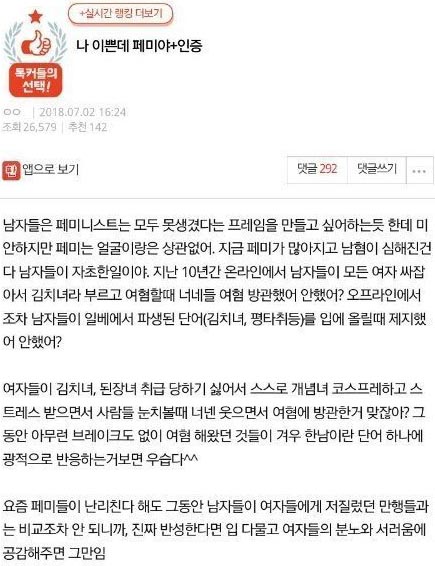 +실시간 랭킹 더보기
톡커들의
선택!
나 이쁜데 페미야+인증
ㅇㅇ | 2018.07.02 16:24
조회 26,579 | 추천 142
앱으로 보기
댓글 292
댓글쓰기
...
남자들은 페미니스트는 모두 못생겼다는 프레임을 만들고 싶어하는듯 한데 미
안하지만 페미는 얼굴이랑은 상관없어. 지금 페미가 많아지고 남혐이 심해진건
다 남자들이 자초한일이야. 지난 10년간 온라인에서 남자들이 모든 여자 싸잡
아서 김치녀라 부르고 여혐할때 너네들 여혐 방관했어 안했어? 오프라인에서
조차 남자들이 일베에서 파생된 단어(김치녀, 평타취등)를 입에 올릴때 제지했
어 안했어?
여자들이 김치녀, 된장녀 취급 당하기 싫어서 스스로 개념녀 코스프레하고 스
트레스 받으면서 사람들 눈치볼때 너넨 웃으면서 여혐에 방관한거 맞잖아? 그
동안 아무런 브레이크도 없이 여혐 해왔던 것들이 겨우 한남이란 단어 하나에
광적으로 반응하는거보면 우습다^^
요즘 페미들이 난리친다 해도 그동안 남자들이 여자들에게 저질렀던 만행들과
는 비교조차 안 되니까, 진짜 반성한다면 입 다물고 여자들의 분노와 서러움에
공감해주면 그만임